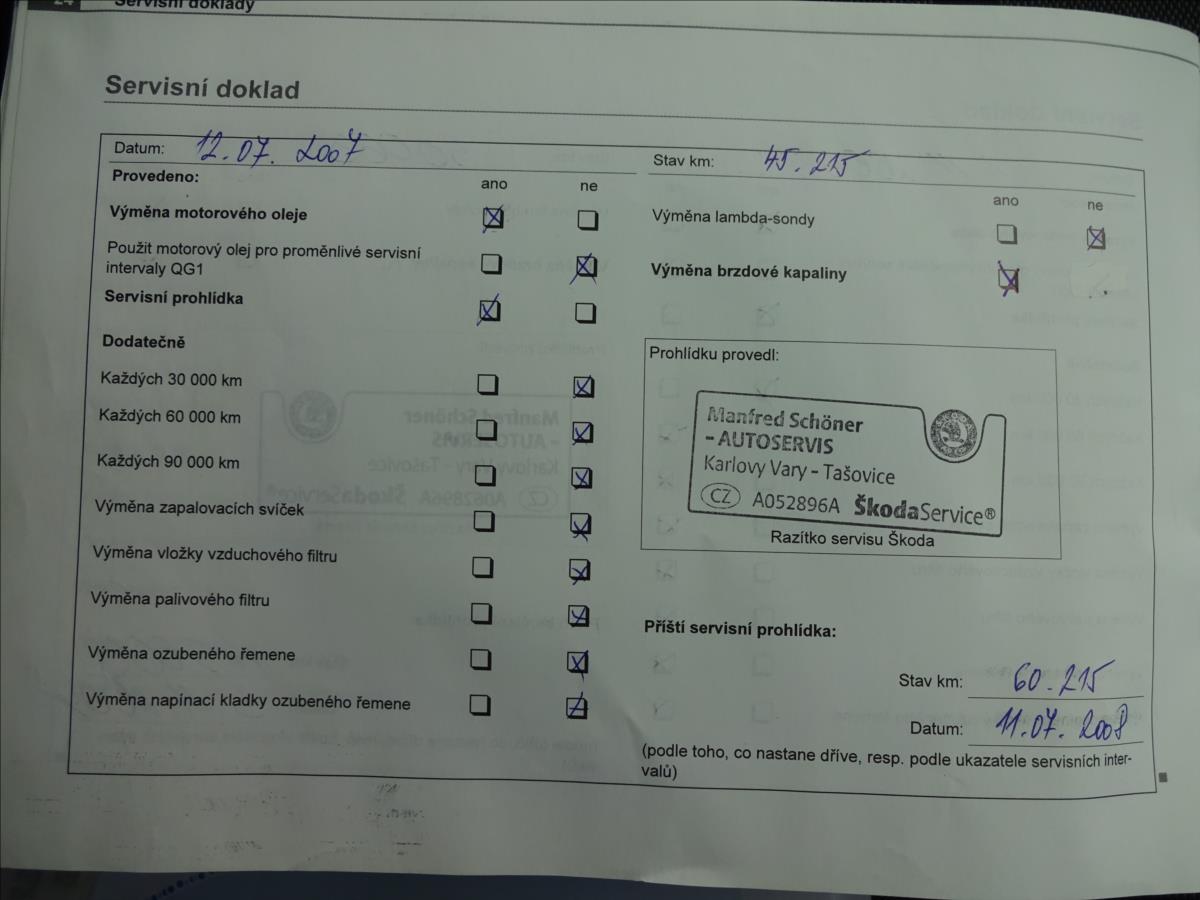 24 Servisní doklady
Servisní doklad
Datum: 12.07. 2007
Provedeno: ano ne
Výměna motorového oleje
Použit motorový olej pro proměnlivé servisní
intervaly QG1
Servisní prohlídka
Dodatečně
Každých 30 000 km
Každých 60 000 km
Každých 90 000 km
Výměna zapalovacích svíček
Výměna vložky vzduchového filtru
Výměna palivového filtru
Výměna ozubeného řemene
Výměna napínací kladky ozubeného řemene
Stav km: 45.215
ano ne
Výměna lambda-sondy
Výměna brzdové kapaliny
Prohlídku provedl:
Manfred Schöner
- AUTOSERVIS
Karlovy Vary - Tašovice
CZ A052896A ŠkodaService®
Razítko servisu Škoda
Příští servisní prohlídka:
Stav km: 60.215
Datum: 11.07.2008
(podle toho, co nastane dříve, resp. podle ukazatele servisních inter-
valů)